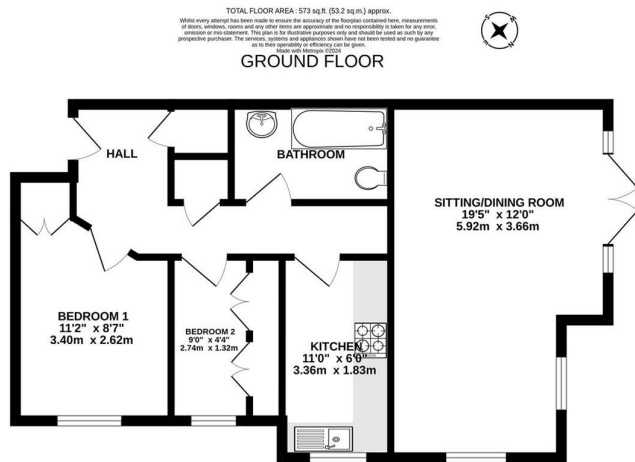 TOTAL FLOOR AREA : 573 sq.ft. (53.2 sq.m.) approx.
Whilst every attempt has been made to ensure the accuracy of the floorplan contained here, measurements
of doors, windows, rooms and any other items are approximate and no responsibility is taken for any error,
omission or mis-statement. This plan is for illustrative purposes only and should be used as such by any
prospective purchaser. The services, systems and appliances shown have not been tested and no guarantee
as to their operability or efficiency can be given.
Made with Metropix ©2024
GROUND FLOOR
HALL
BATHROOM
SITTING/DINING ROOM
19'5" x 12'0"
5.92m x 3.66m
BEDROOM 1
11'2" x 8'7"
3.40m x 2.62m
BEDROOM 2
9'0" x 4'4"
2.74m x 1.32m
KITCHEN
11'0" x 6'0"
3.36m x 1.83m